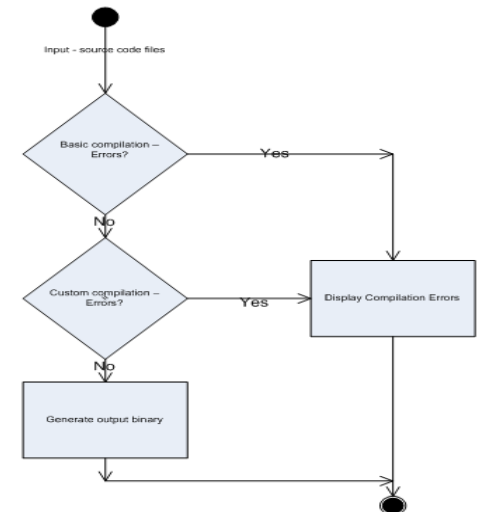 Input - source code files
Basic compilation –
Errors?
Yes
No
Custom compilation –
Errors?
Yes
Display Compilation Errors
No
Generate output binary